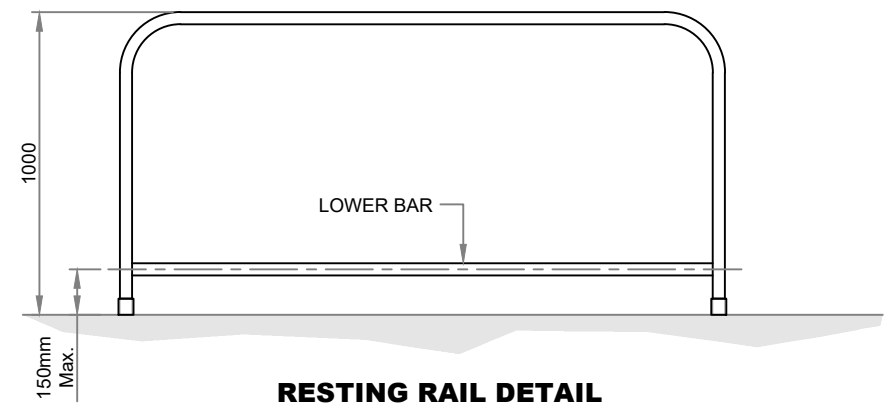 1000
LOWER BAR
150mm
Max.
RESTING RAIL DETAIL